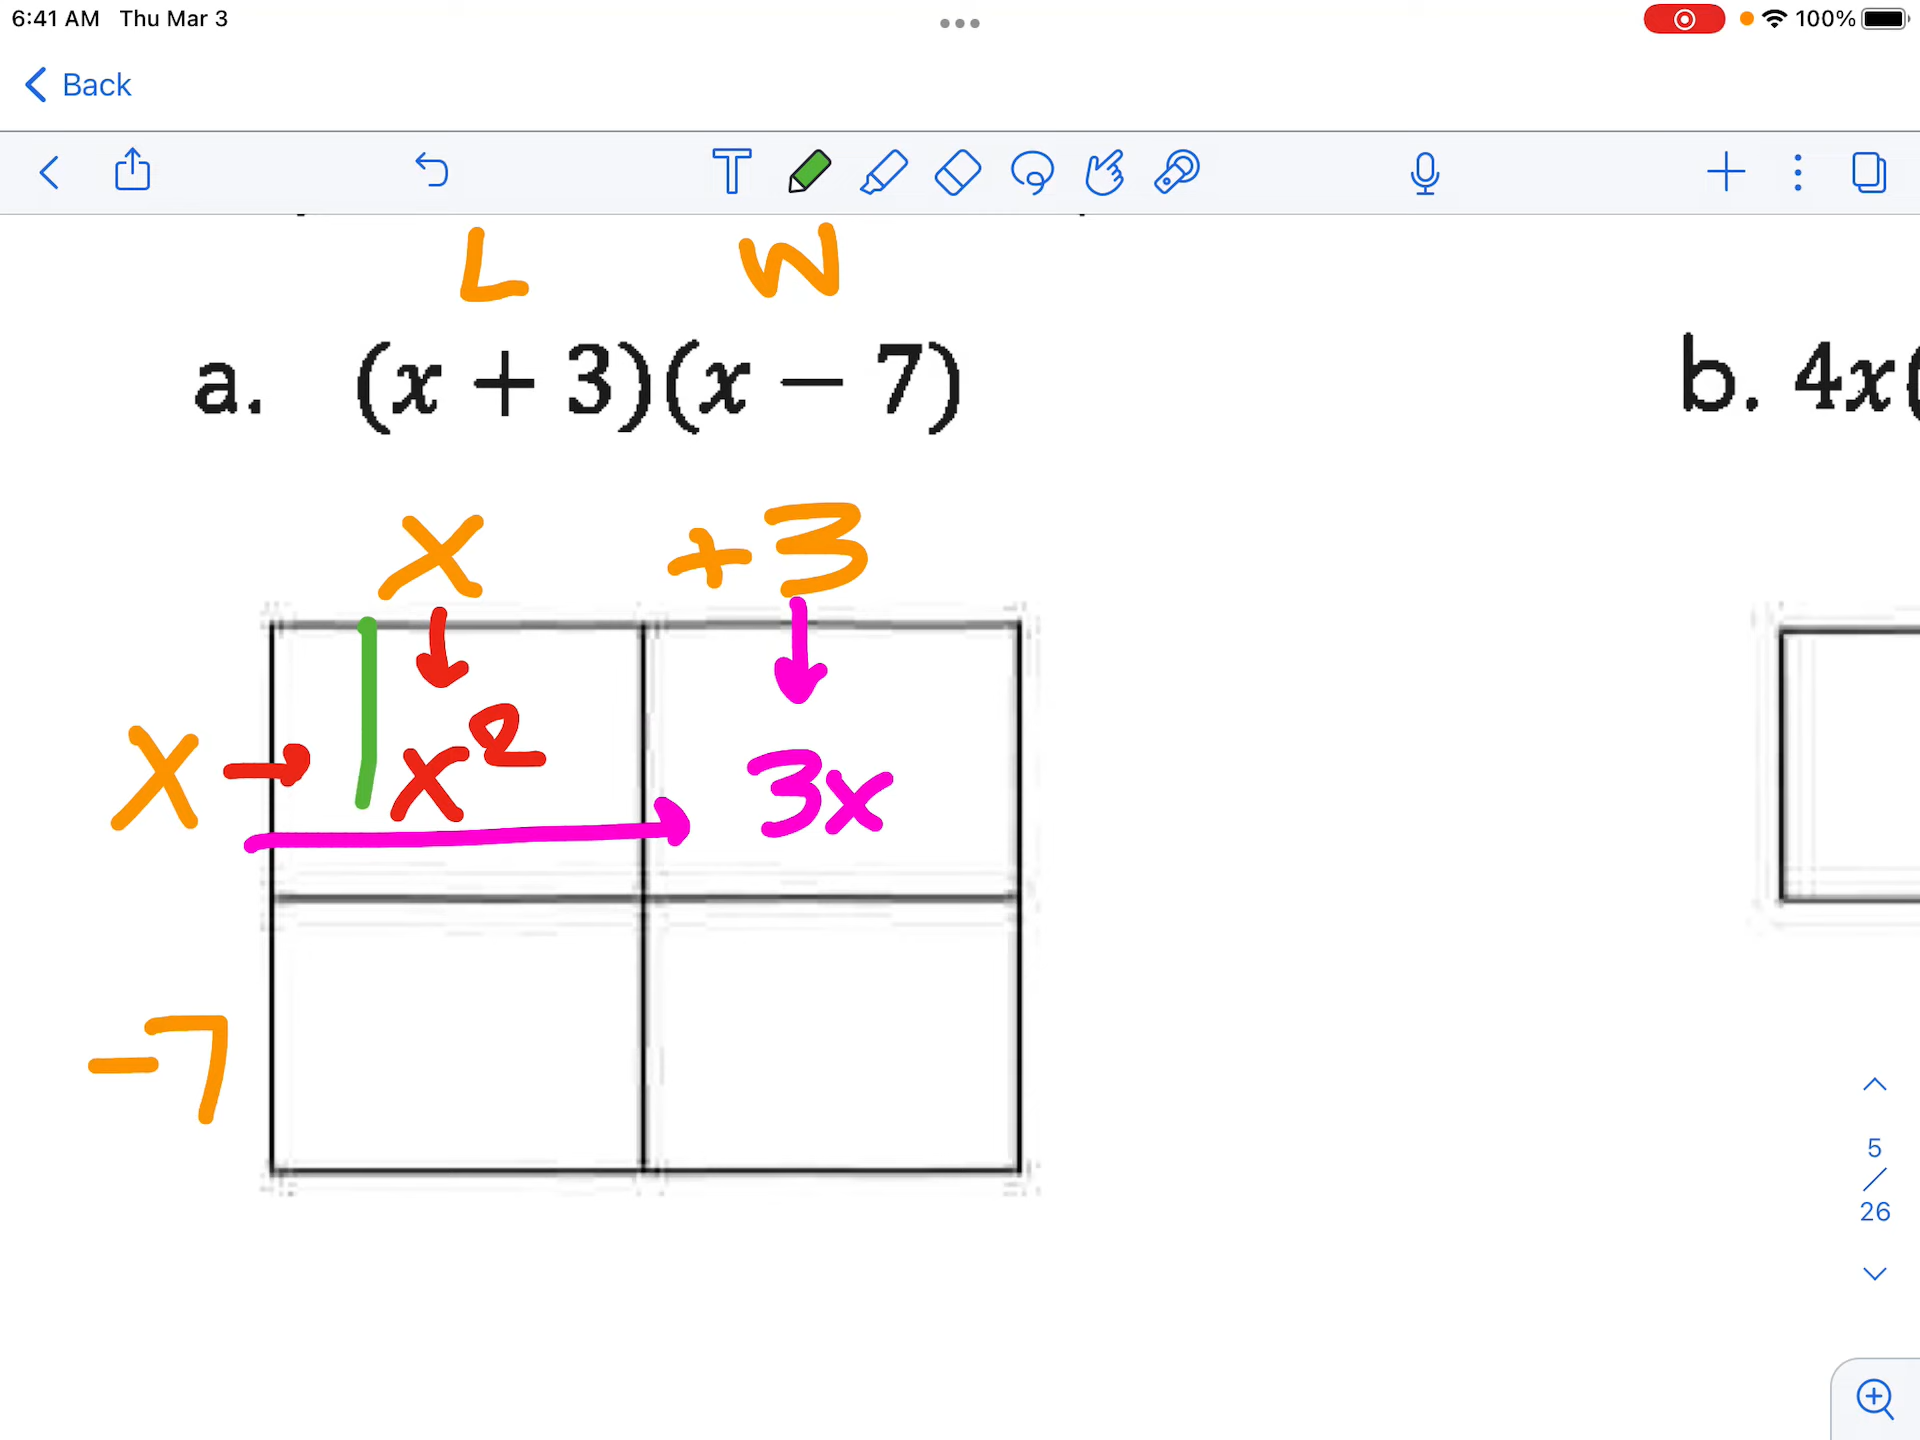 6:41 AM Thu Mar 3
100%
Back
L W
a. (x + 3)(x − 7)
b. 4x(
x +3
x x² 3x
-7
5
/
26